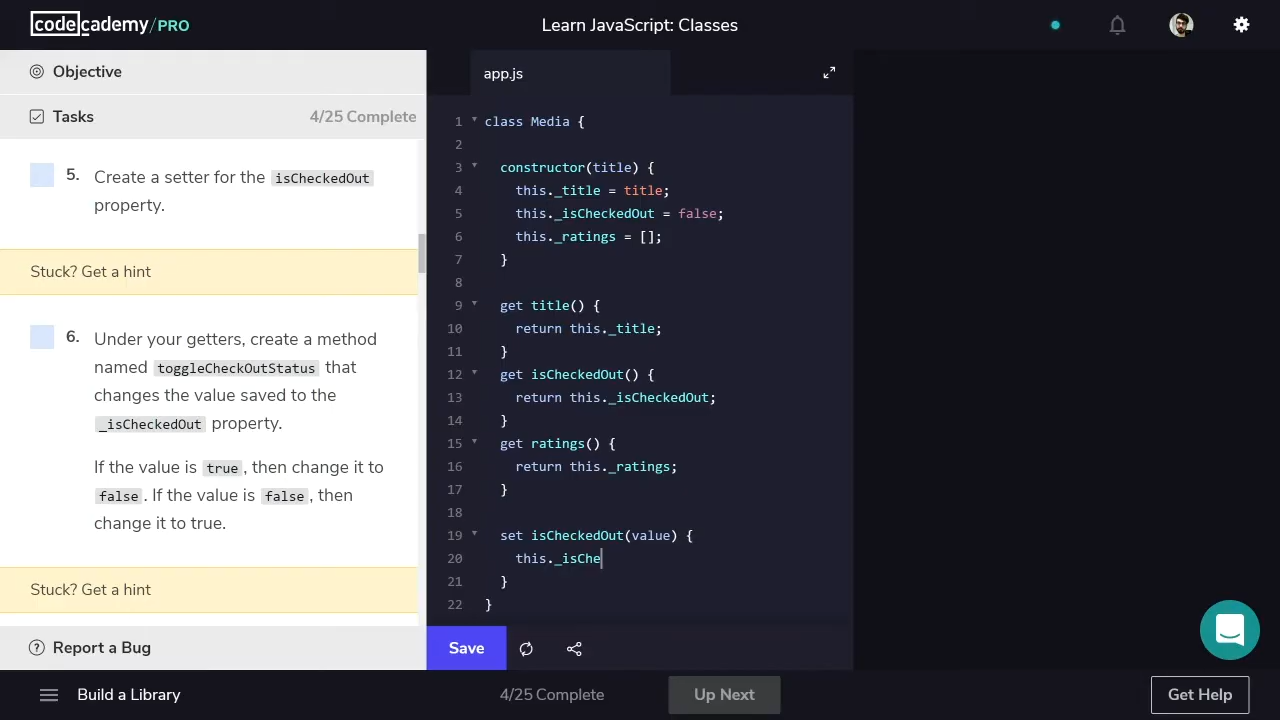 codecademy/PRO
Learn JavaScript: Classes
Objective
Tasks
4/25 Complete
5. Create a setter for the isCheckedOut
property.
Stuck? Get a hint
6. Under your getters, create a method
named toggleCheckOutStatus that
changes the value saved to the
_isCheckedOut property.
If the value is true, then change it to
false. If the value is false, then
change it to true.
Stuck? Get a hint
Report a Bug
app.js
1 class Media {
2
3 constructor(title) {
4 this._title = title;
5 this._isCheckedOut = false;
6 this._ratings = [];
7 }
8
9 get title() {
10 return this._title;
11 }
12 get isCheckedOut() {
13 return this._isCheckedOut;
14 }
15 get ratings() {
16 return this._ratings;
17 }
18
19 set isCheckedOut(value) {
20 this._isChe
21 }
22 }
Save
Build a Library
4/25 Complete
Up Next
Get Help